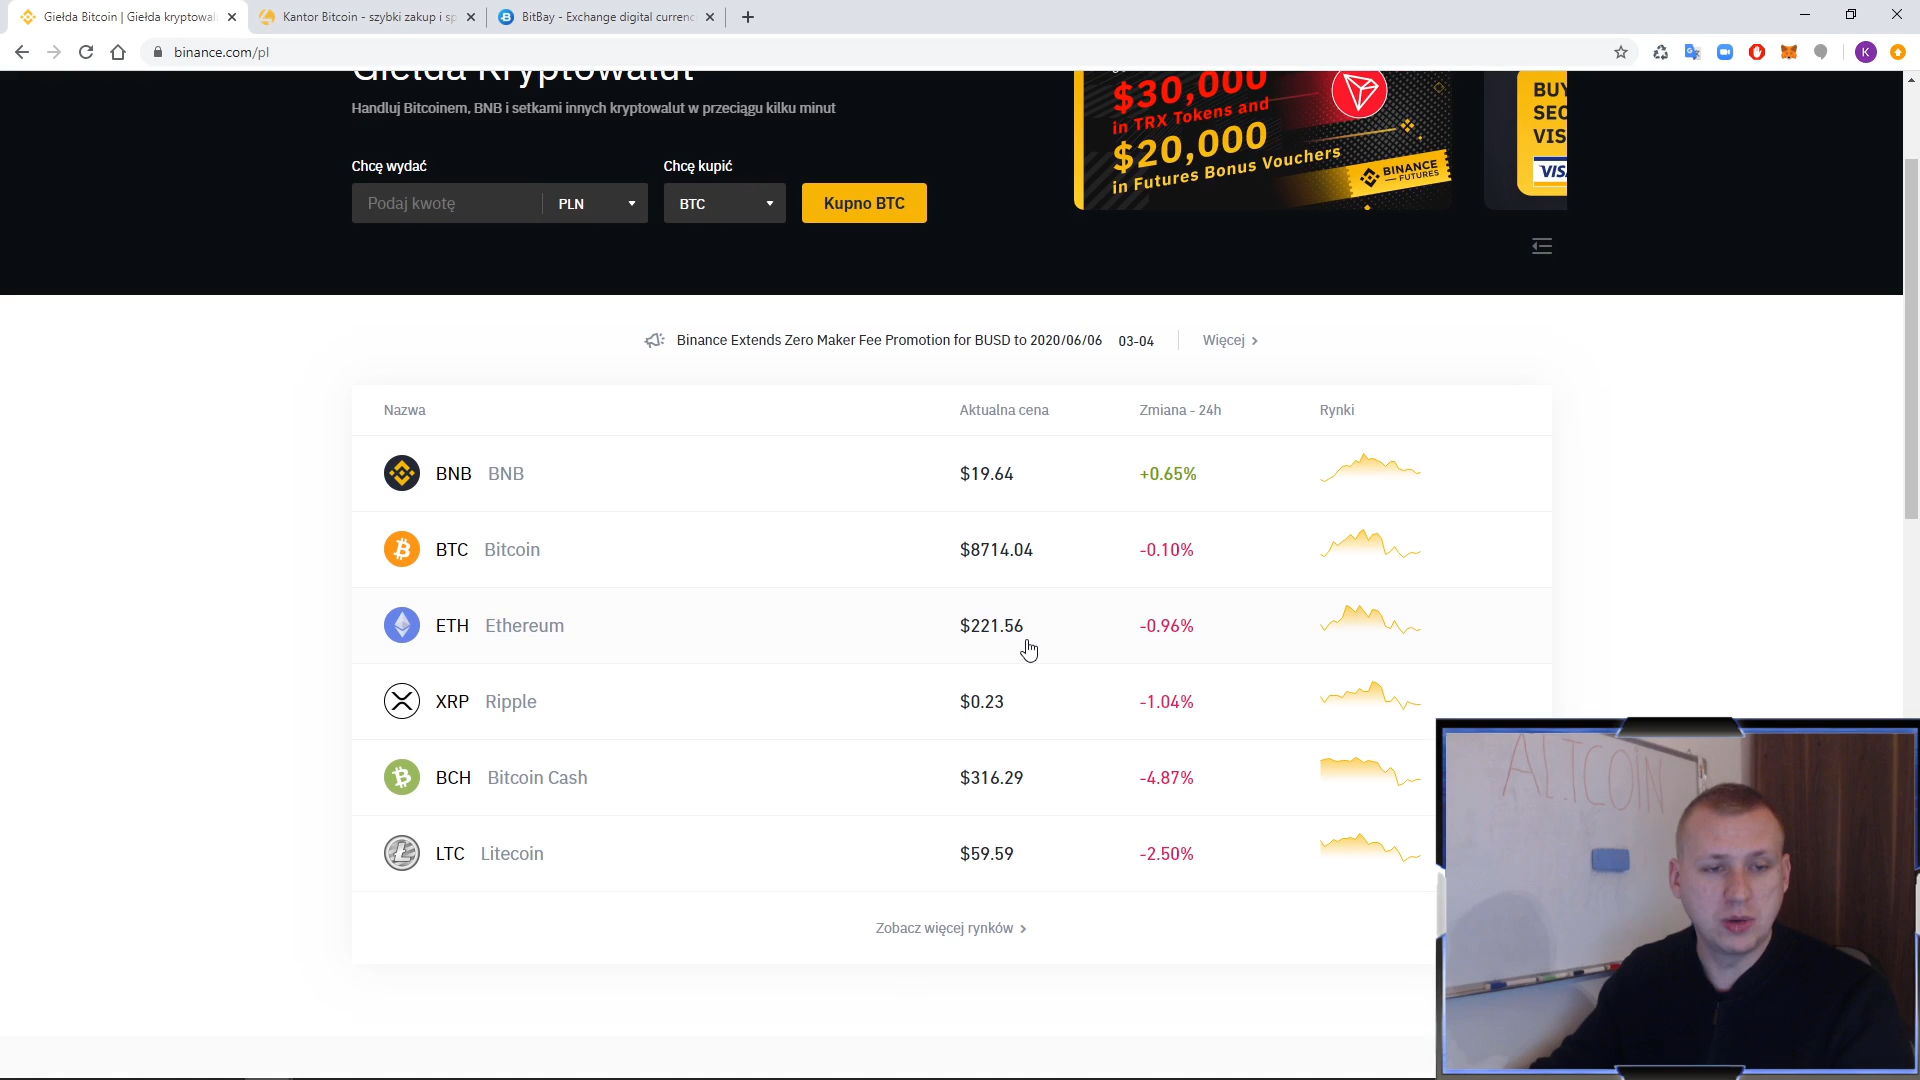 Giełda Bitcoin | Giełda kryptowal
Kantor Bitcoin - szybki zakup i sp
BitBay - Exchange digital currenc
binance.com/pl
K
Giełda Kryptowalut
Handluj Bitcoinem, BNB i setkami innych kryptowalut w przeciągu kilku minut
Chcę wydać
Chcę kupić
Podaj kwotę
PLN
BTC
Kupno BTC
$30,000
in TRX Tokens and
$20,000
in Futures Bonus Vouchers
BINANCE
FUTURES
BUY
SEC
VIS
VIS
Binance Extends Zero Maker Fee Promotion for BUSD to 2020/06/06 03-04
Więcej
Nazwa Aktualna cena Zmiana - 24h Rynki
BNB BNB $19.64 +0.65%
BTC Bitcoin $8714.04 -0.10%
ETH Ethereum $221.56 -0.96%
XRP Ripple $0.23 -1.04%
BCH Bitcoin Cash $316.29 -4.87%
LTC Litecoin $59.59 -2.50%
Zobacz więcej rynków
ALTCOIN